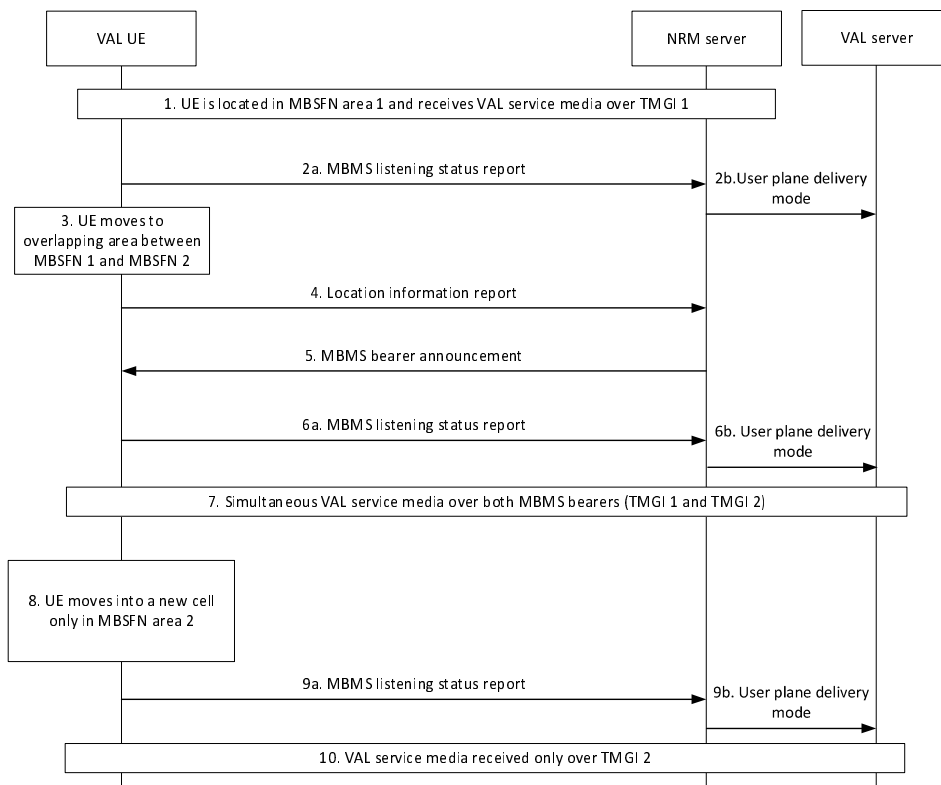 VAL UE
NRM server
VAL server
1. UE is located in MBSFN area 1 and receives VAL service media over TMGI 1
2a. MBMS listening status report
2b.User plane delivery
mode
3. UE moves to
overlapping area between
MBSFN 1 and MBSFN 2
4. Location information report
5. MBMS bearer announcement
6a. MBMS listening status report
6b. User plane delivery
mode
7. Simultaneous VAL service media over both MBMS bearers (TMGI 1 and TMGI 2)
8. UE moves into a new cell
only in MBSFN area 2
9a. MBMS listening status report
9b. User plane delivery
mode
10. VAL service media received only over TMGI 2